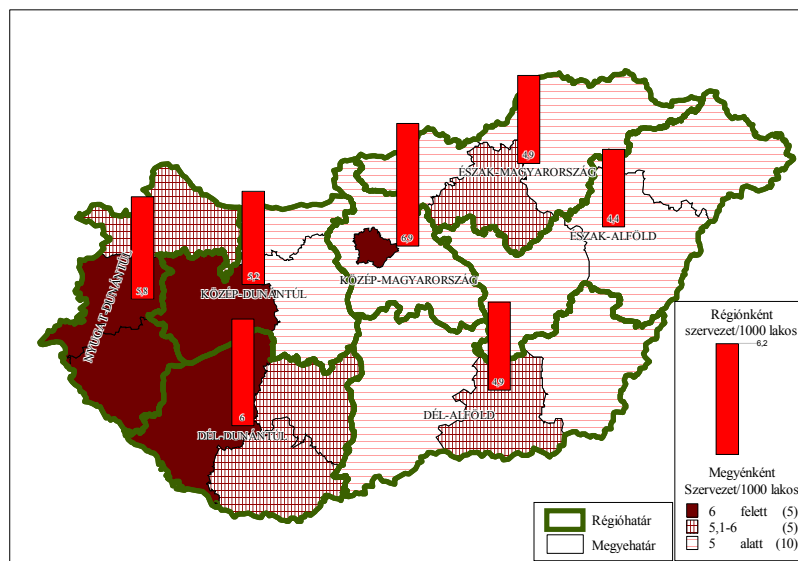 4,9
ÉSZAK-MAGYARORSZÁG
4,4
ÉSZAK-ALFÖLD
6,9
KÖZÉP-MAGYARORSZÁG
5,2
KÖZÉP-DUNÁNTÚL
5,8
NYUGAT-DUNÁNTÚL
6
DÉL-DUNÁNTÚL
4,9
DÉL-ALFÖLD
Régióhatár
Megyehatár
Régiónként
szervezet/1000 lakos
6,2
Megyénként
Szervezet/1000 lakos
6 felett (5)
5,1-6 (5)
5 alatt (10)